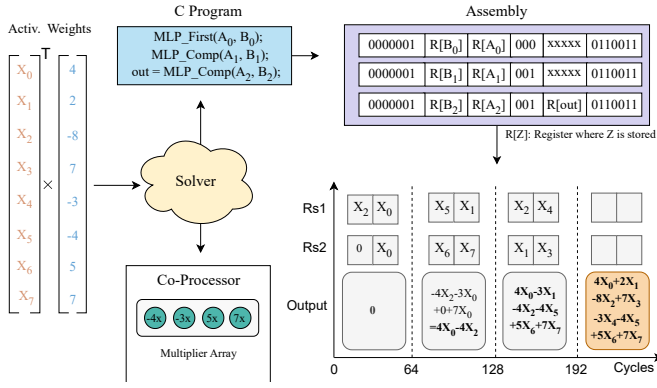 C Program
Assembly
Activ. Weights
T
X0
X1
X2
X3
X4
X5
X6
X7
×
4
2
-8
7
-3
-4
5
7
MLP_First(A0, B0);
MLP_Comp(A1, B1);
out = MLP_Comp(A2, B2);
0000001 R[B0] R[A0] 000 xxxxx 0110011
0000001 R[B1] R[A1] 001 xxxxx 0110011
0000001 R[B2] R[A2] 001 R[out] 0110011
R[Z]: Register where Z is stored
Solver
Co-Processor
-4x -3x 5x 7x
Multiplier Array
Rs1 X2 X0 X5 X1 X2 X4
Rs2 0 X0 X6 X7 X1 X3
Output
0
-4X2-3X0
+0+7X0
=4X0-4X2
4X0-3X1
-4X2-4X5
+5X6+7X7
4X0+2X1
-8X2+7X3
-3X4-4X5
+5X6+7X7
0 64 128 192 Cycles